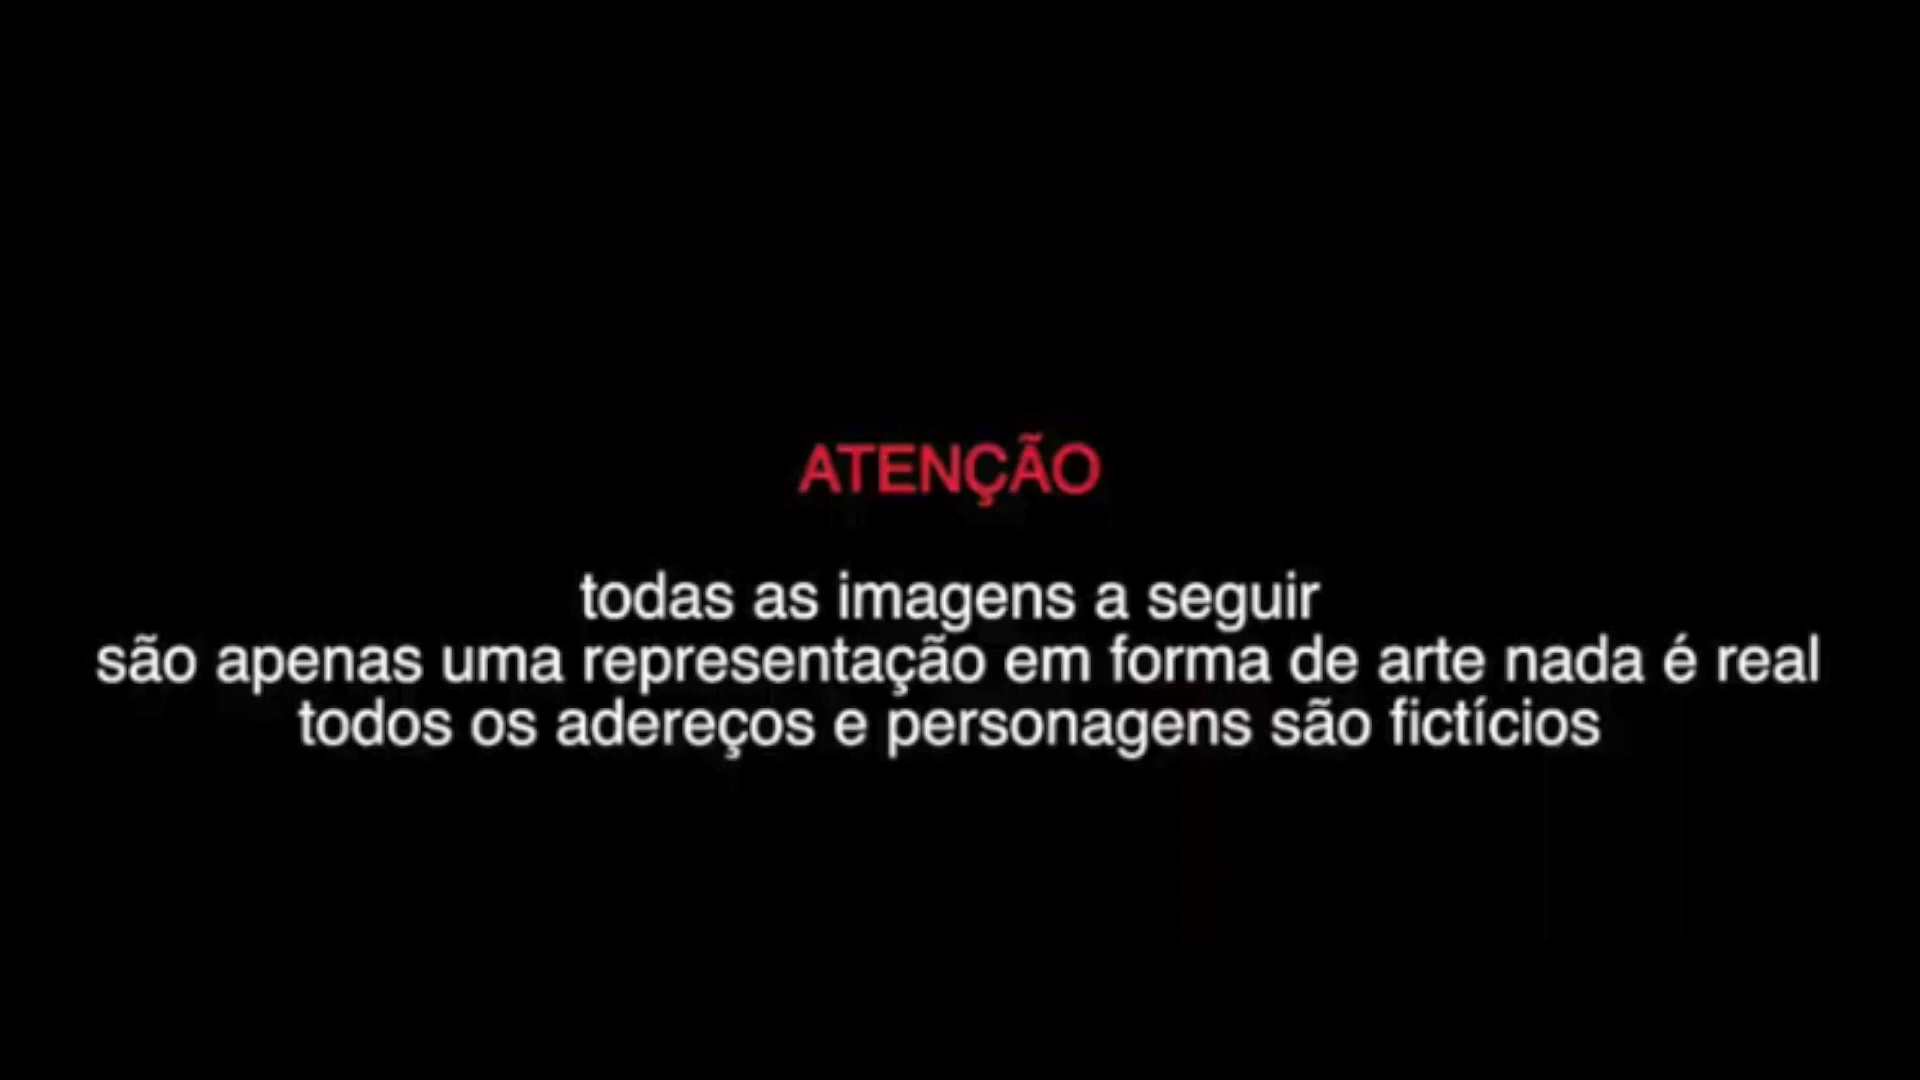 ATENÇÃO
todas as imagens a seguir
são apenas uma representação em forma de arte nada é real
todos os adereços e personagens são fictícios